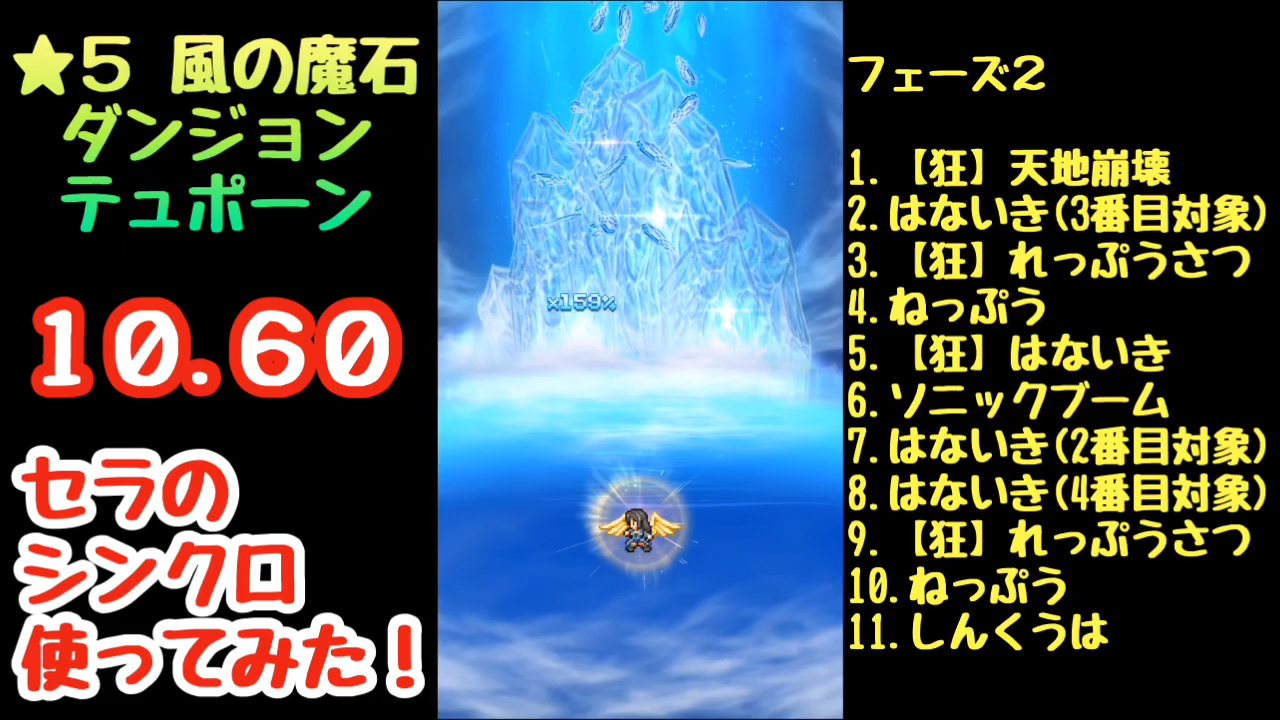 ★5 風の魔石
ダンジョン
テュポーン
10.60
セラの
シンクロ
使ってみた！
x159%
フェーズ2
1.【狂】天地崩壊
2.はないき(3番目対象)
3.【狂】れっぷうさつ
4.ねっぷう
5.【狂】はないき
6.ソニックブーム
7.はないき(2番目対象)
8.はないき(4番目対象)
9.【狂】れっぷうさつ
10.ねっぷう
11.しんくうは